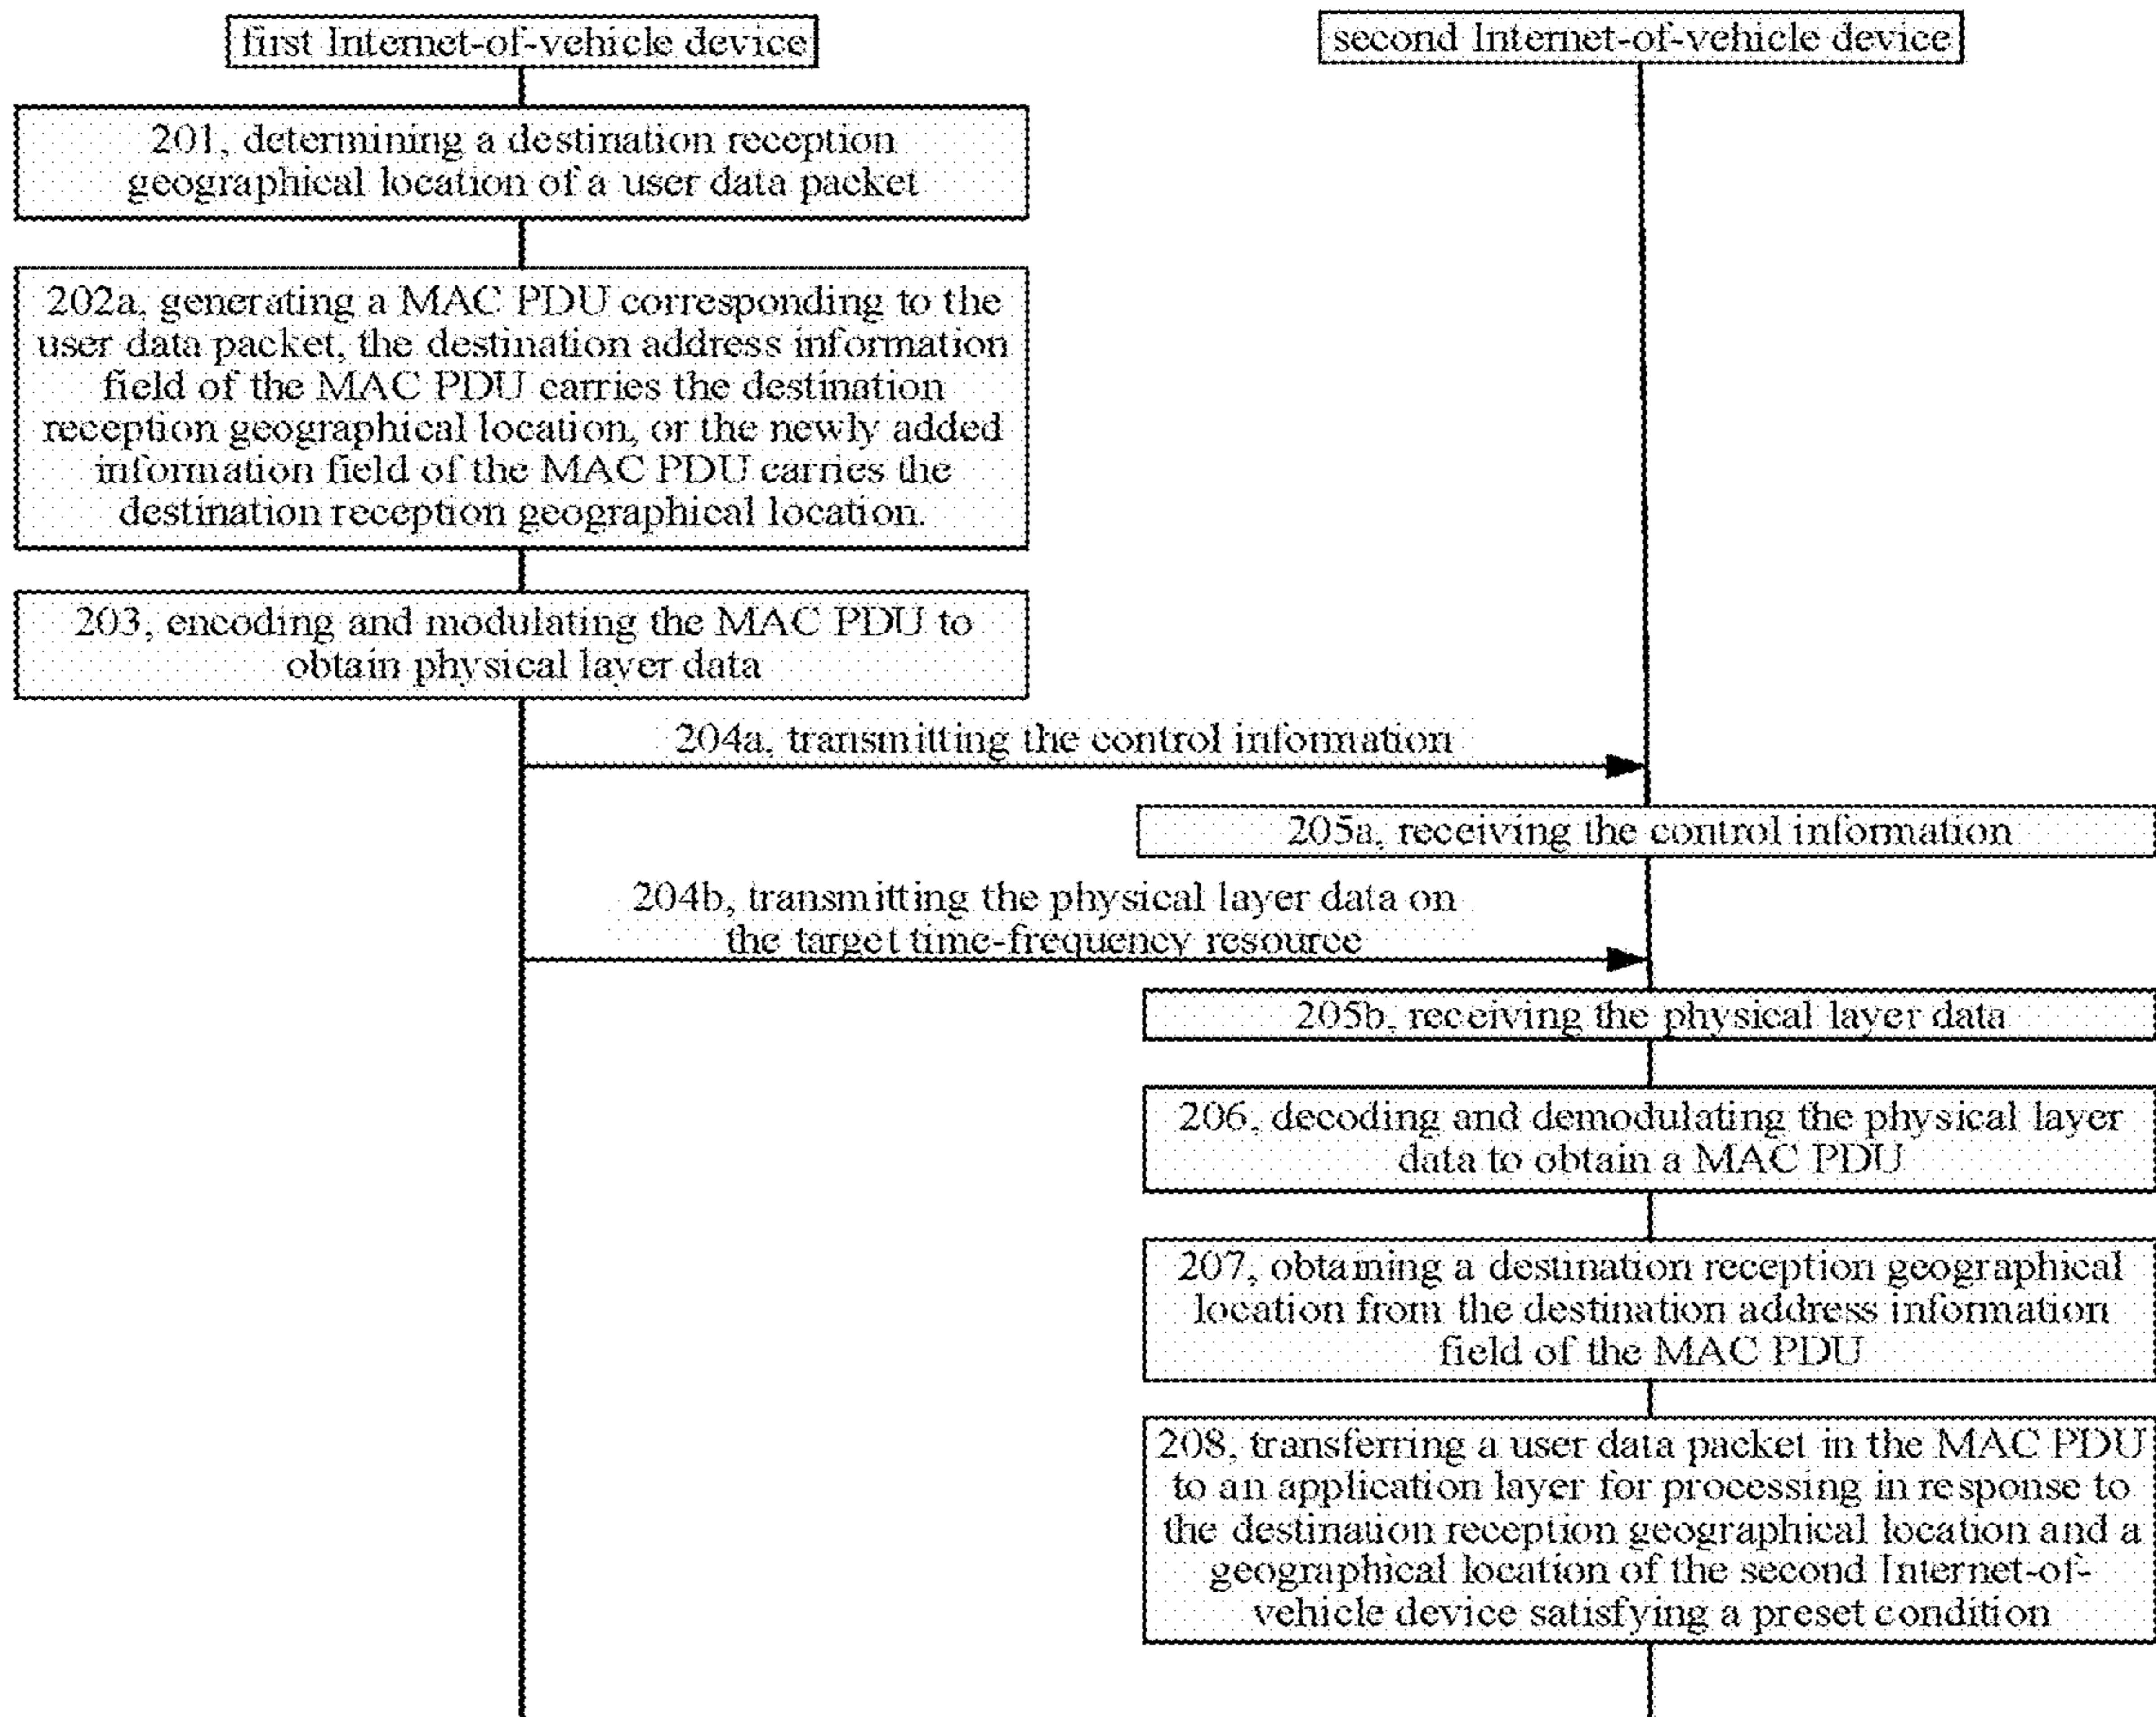 first Internet-of-vehicle device
second Internet-of-vehicle device
201, determining a destination reception
geographical location of a user data packet
202a, generating a MAC PDU corresponding to the
user data packet, the destination address information
field of the MAC PDU carries the destination
reception geographical location, or the newly added
information field of the MAC PDU carries the
destination reception geographical location.
203, encoding and modulating the MAC PDU to
obtain physical layer data
204a, transmitting the control information
205a, receiving the control information
204b, transmitting the physical layer data on
the target time-frequency resource
205b, receiving the physical layer data
206, decoding and demodulating the physical layer
data to obtain a MAC PDU
207, obtaining a destination reception geographical
location from the destination address information
field of the MAC PDU
208, transferring a user data packet in the MAC PDU
to an application layer for processing in response to
the destination reception geographical location and a
geographical location of the second Internet-of-
vehicle device satisfying a preset condition